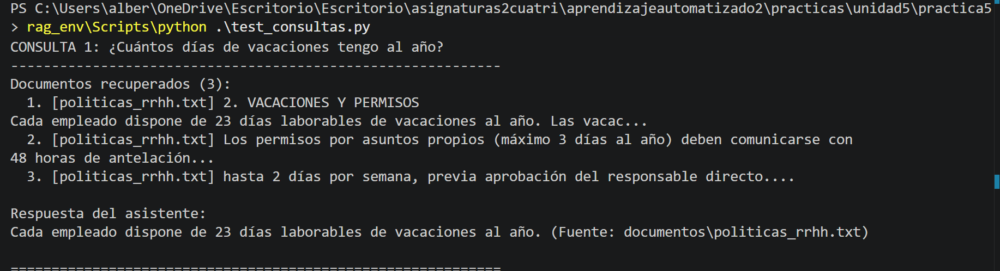 PS C:\Users\alber\OneDrive\Escritorio\Escritorio\asignaturas2cuatri\aprendizajeautomatizado2\practicas\unidad5\practica5
> rag_env\Scripts\python .\test_consultas.py
CONSULTA 1: ¿Cuántos días de vacaciones tengo al año?
------------------------------------------------------------
Documentos recuperados (3):
  1. [politicas_rrhh.txt] 2. VACACIONES Y PERMISOS
Cada empleado dispone de 23 días laborables de vacaciones al año. Las vacac...
  2. [politicas_rrhh.txt] Los permisos por asuntos propios (máximo 3 días al año) deben comunicarse con
48 horas de antelación...
  3. [politicas_rrhh.txt] hasta 2 días por semana, previa aprobación del responsable directo....

Respuesta del asistente:
Cada empleado dispone de 23 días laborables de vacaciones al año. (Fuente: documentos\politicas_rrhh.txt)

============================================================